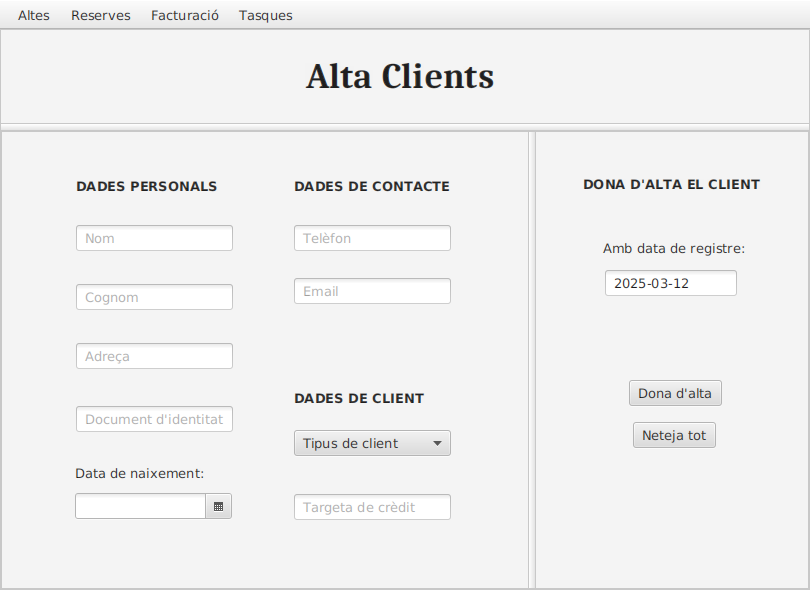 Altes Reserves Facturació Tasques
Alta Clients
DADES PERSONALS
Nom
Cognom
Adreça
Document d'identitat
Data de naixement:
DADES DE CONTACTE
Telèfon
Email
DADES DE CLIENT
Tipus de client
Targeta de crèdit
DONA D'ALTA EL CLIENT
Amb data de registre:
2025-03-12
Dona d'alta
Neteja tot